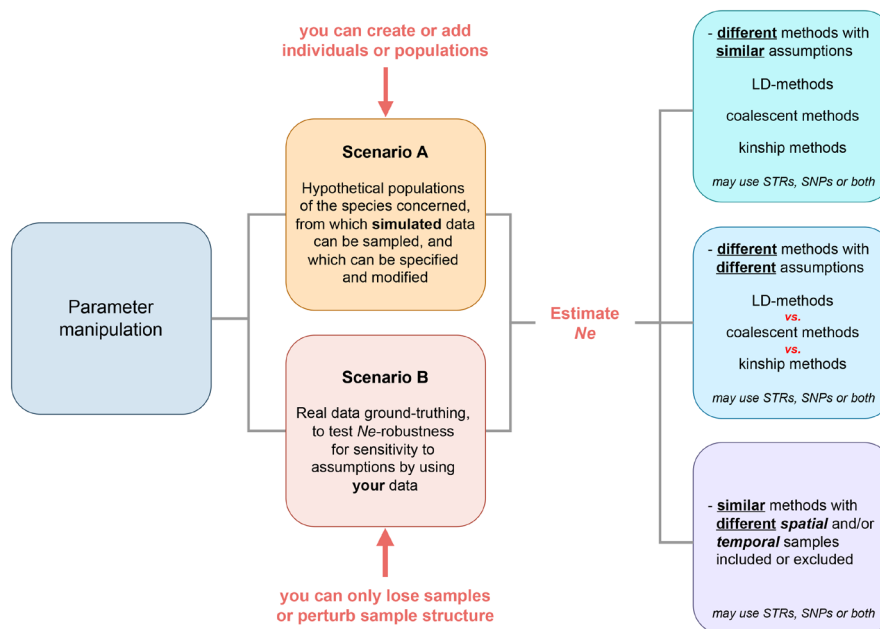 you can create or add
individuals or populations
Scenario A
Hypothetical populations
of the species concerned,
from which simulated data
can be sampled, and
which can be specified
and modified
Parameter
manipulation
Scenario B
Real data ground-truthing,
to test Ne-robustness
for sensitivity to
assumptions by using
your data
you can only lose samples
or perturb sample structure
Estimate
Ne
- different methods with
similar assumptions
LD-methods
coalescent methods
kinship methods
may use STRs, SNPs or both
- different methods with
different assumptions
LD-methods
vs.
coalescent methods
vs.
kinship methods
may use STRs, SNPs or both
- similar methods with
different spatial and/or
temporal samples
included or excluded
may use STRs, SNPs or both